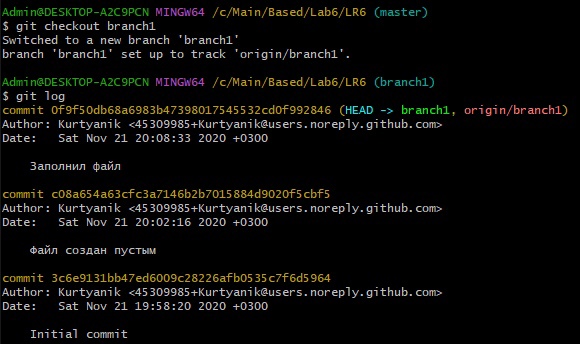 Admin@DESKTOP-A2C9PCN MINGW64 /c/Main/Based/Lab6/LR6 (master)
$ git checkout branch1
Switched to a new branch 'branch1'
branch 'branch1' set up to track 'origin/branch1'.
Admin@DESKTOP-A2C9PCN MINGW64 /c/Main/Based/Lab6/LR6 (branch1)
$ git log
commit 0f9f50db68a6983b47398017545532cd0f992846 (HEAD -> branch1, origin/branch1)
Author: Kurtyanik <45309985+Kurtyanik@users.noreply.github.com>
Date:   Sat Nov 21 20:08:33 2020 +0300
Заполнил файл
commit c08a654a63cfc3a7146b2b7015884d9020f5cbf5
Author: Kurtyanik <45309985+Kurtyanik@users.noreply.github.com>
Date:   Sat Nov 21 20:02:16 2020 +0300
Файл создан пустым
commit 3c6e9131bb47ed6009c28226afb0535c7f6d5964
Author: Kurtyanik <45309985+Kurtyanik@users.noreply.github.com>
Date:   Sat Nov 21 19:58:20 2020 +0300
Initial commit